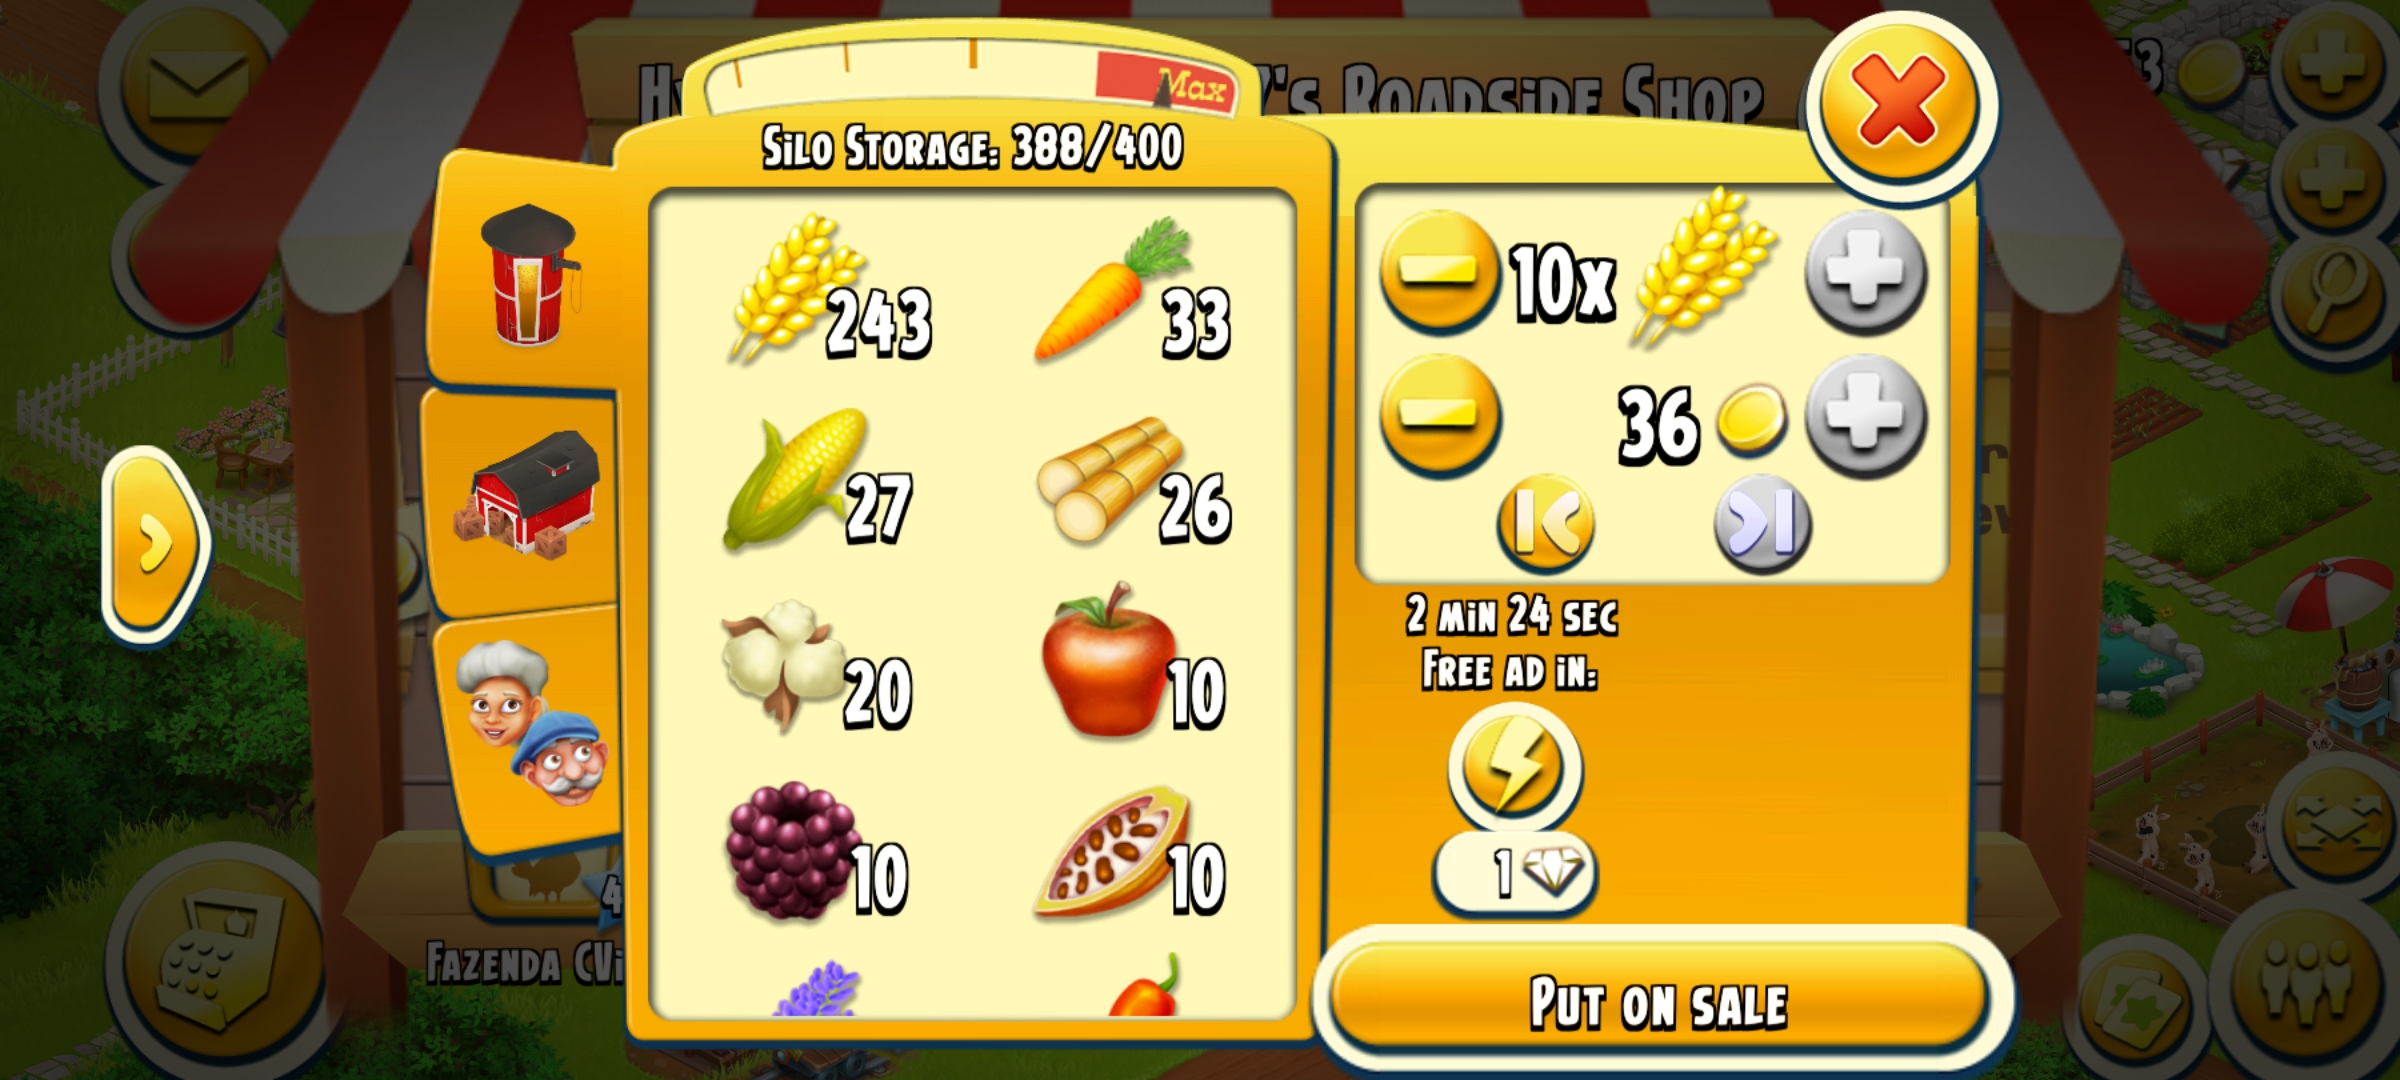 'S ROADSIDE SHOP
Max
SILO STORAGE: 388/400
243
33
27
26
20
10
10
10
10x
36
2 MIN 24 SEC
FREE AD IN:
1
PUT ON SALE
FAZENDA CVI